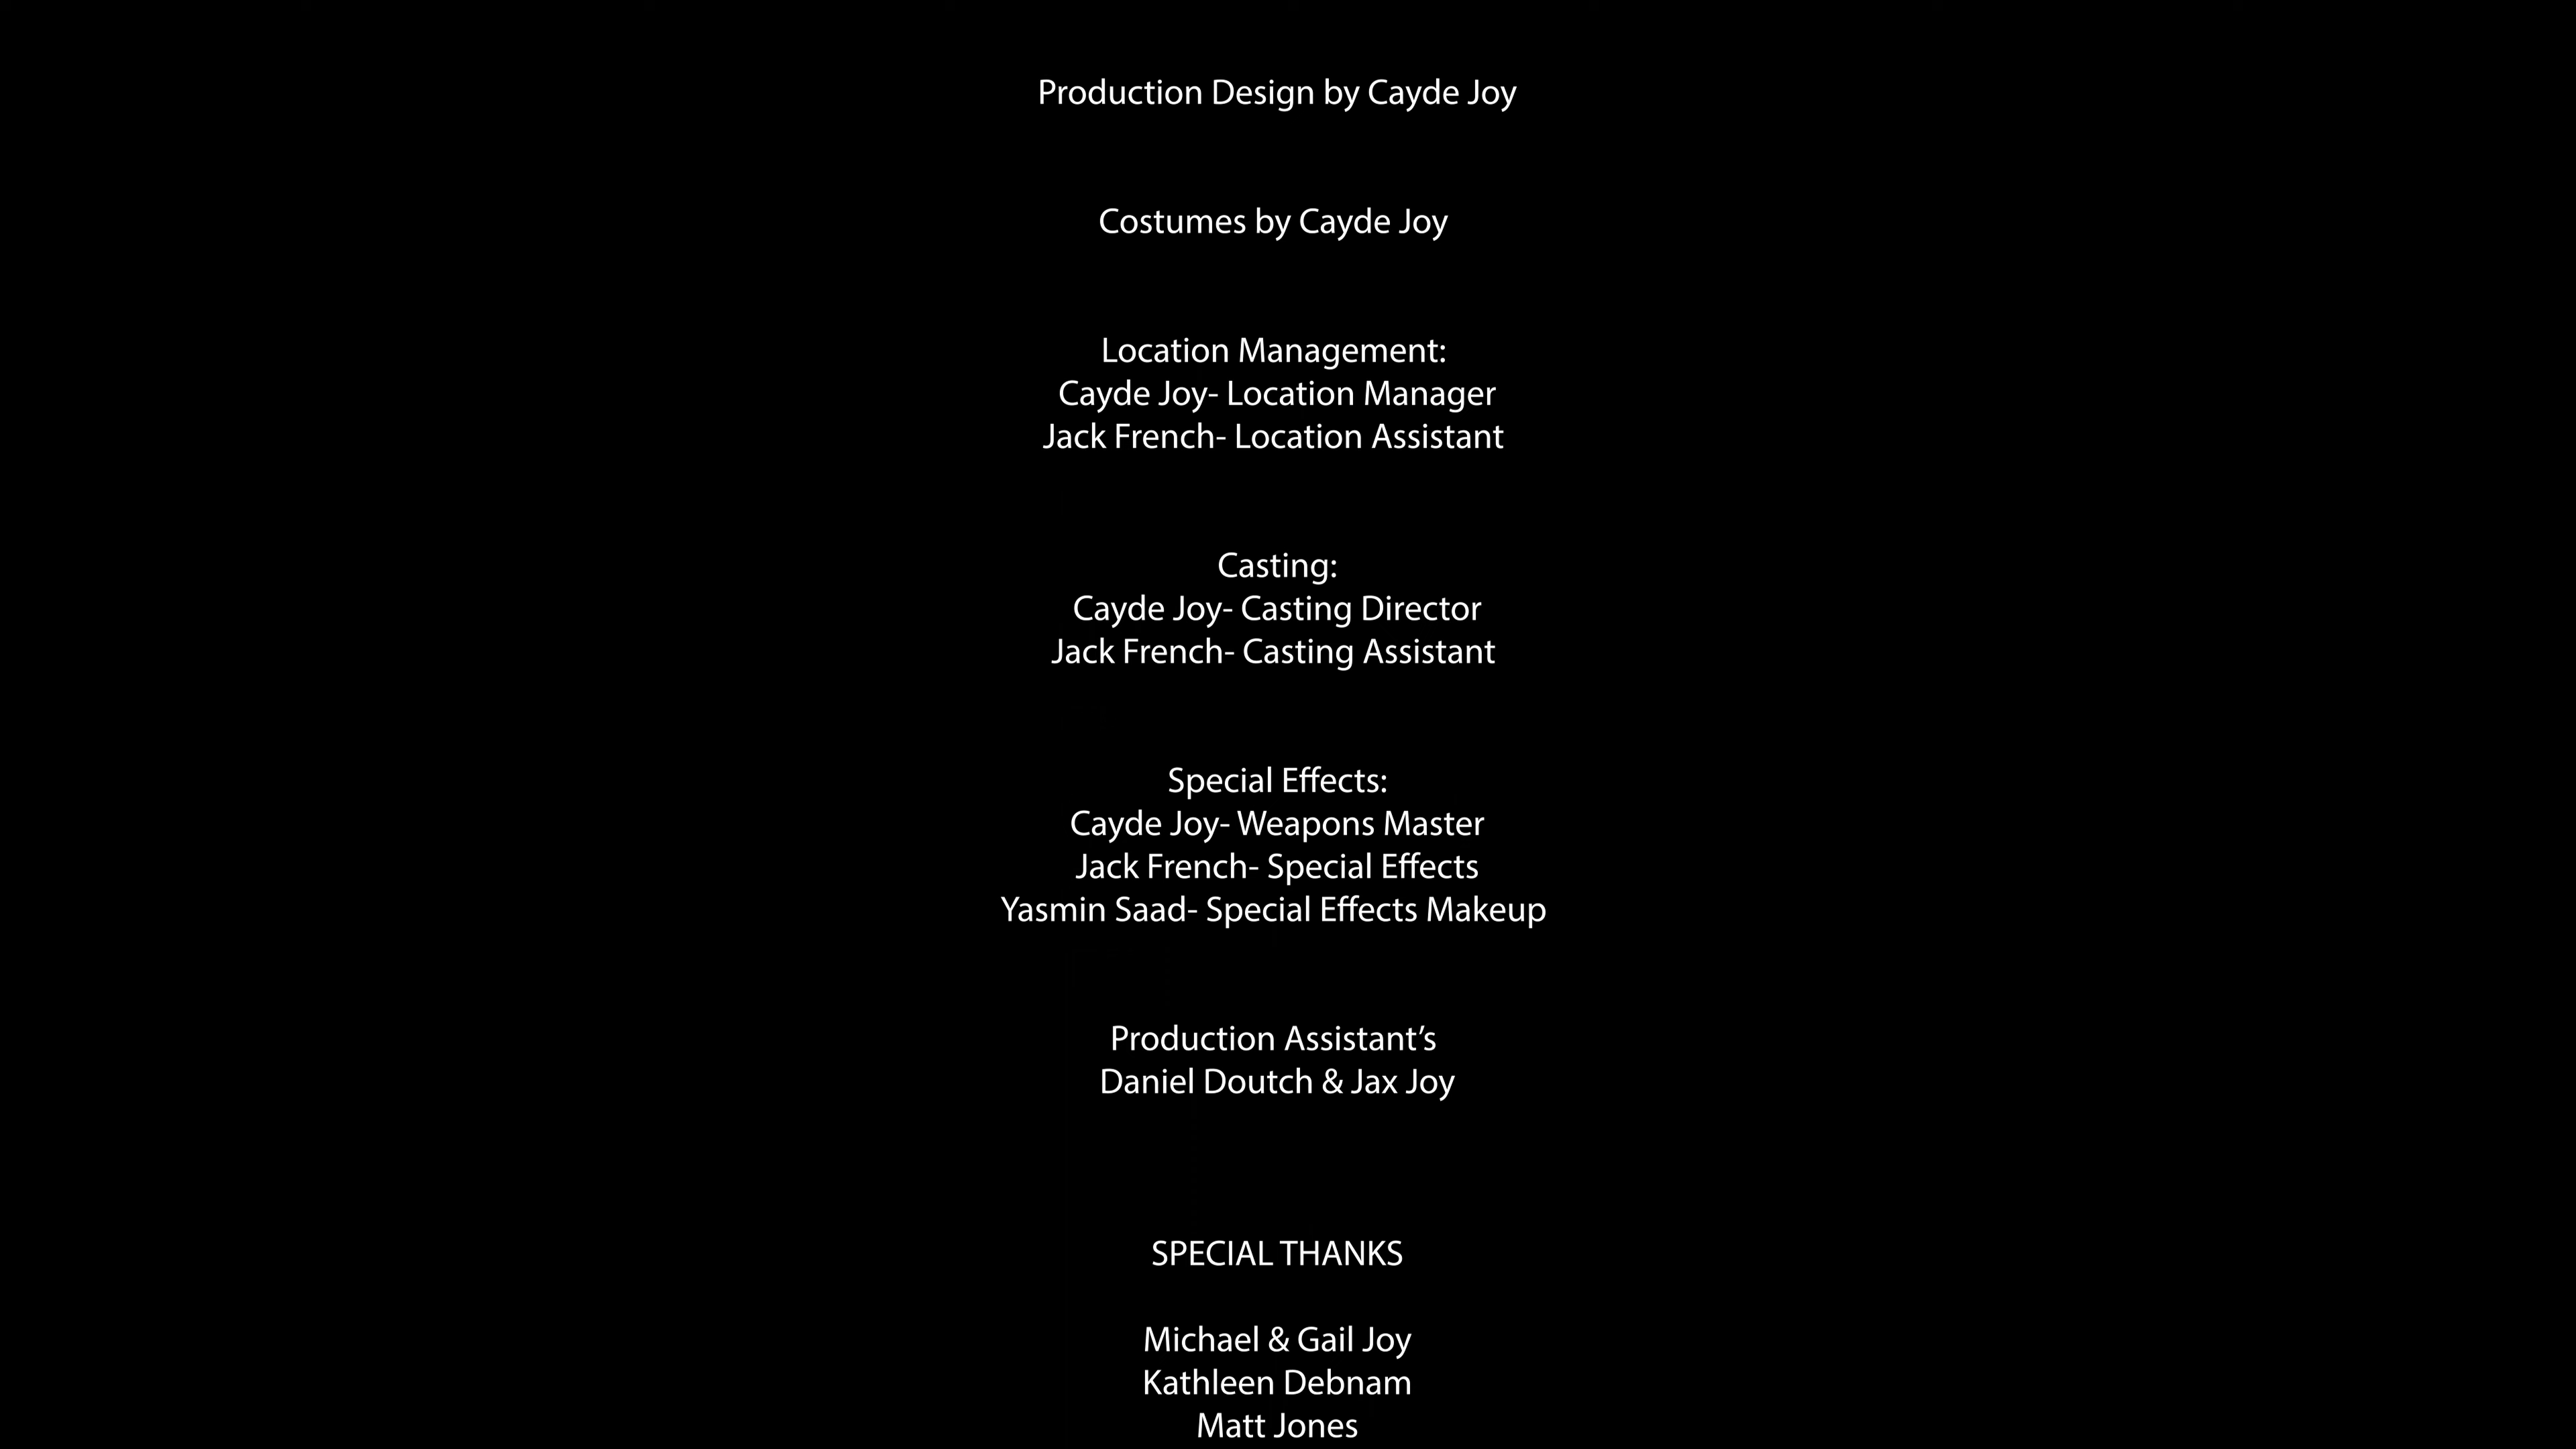 Production Design by Cayde Joy
Costumes by Cayde Joy
Location Management:
Cayde Joy- Location Manager
Jack French- Location Assistant
Casting:
Cayde Joy- Casting Director
Jack French- Casting Assistant
Special Effects:
Cayde Joy- Weapons Master
Jack French- Special Effects
Yasmin Saad- Special Effects Makeup
Production Assistant’s
Daniel Doutch & Jax Joy
SPECIAL THANKS
Michael & Gail Joy
Kathleen Debnam
Matt Jones